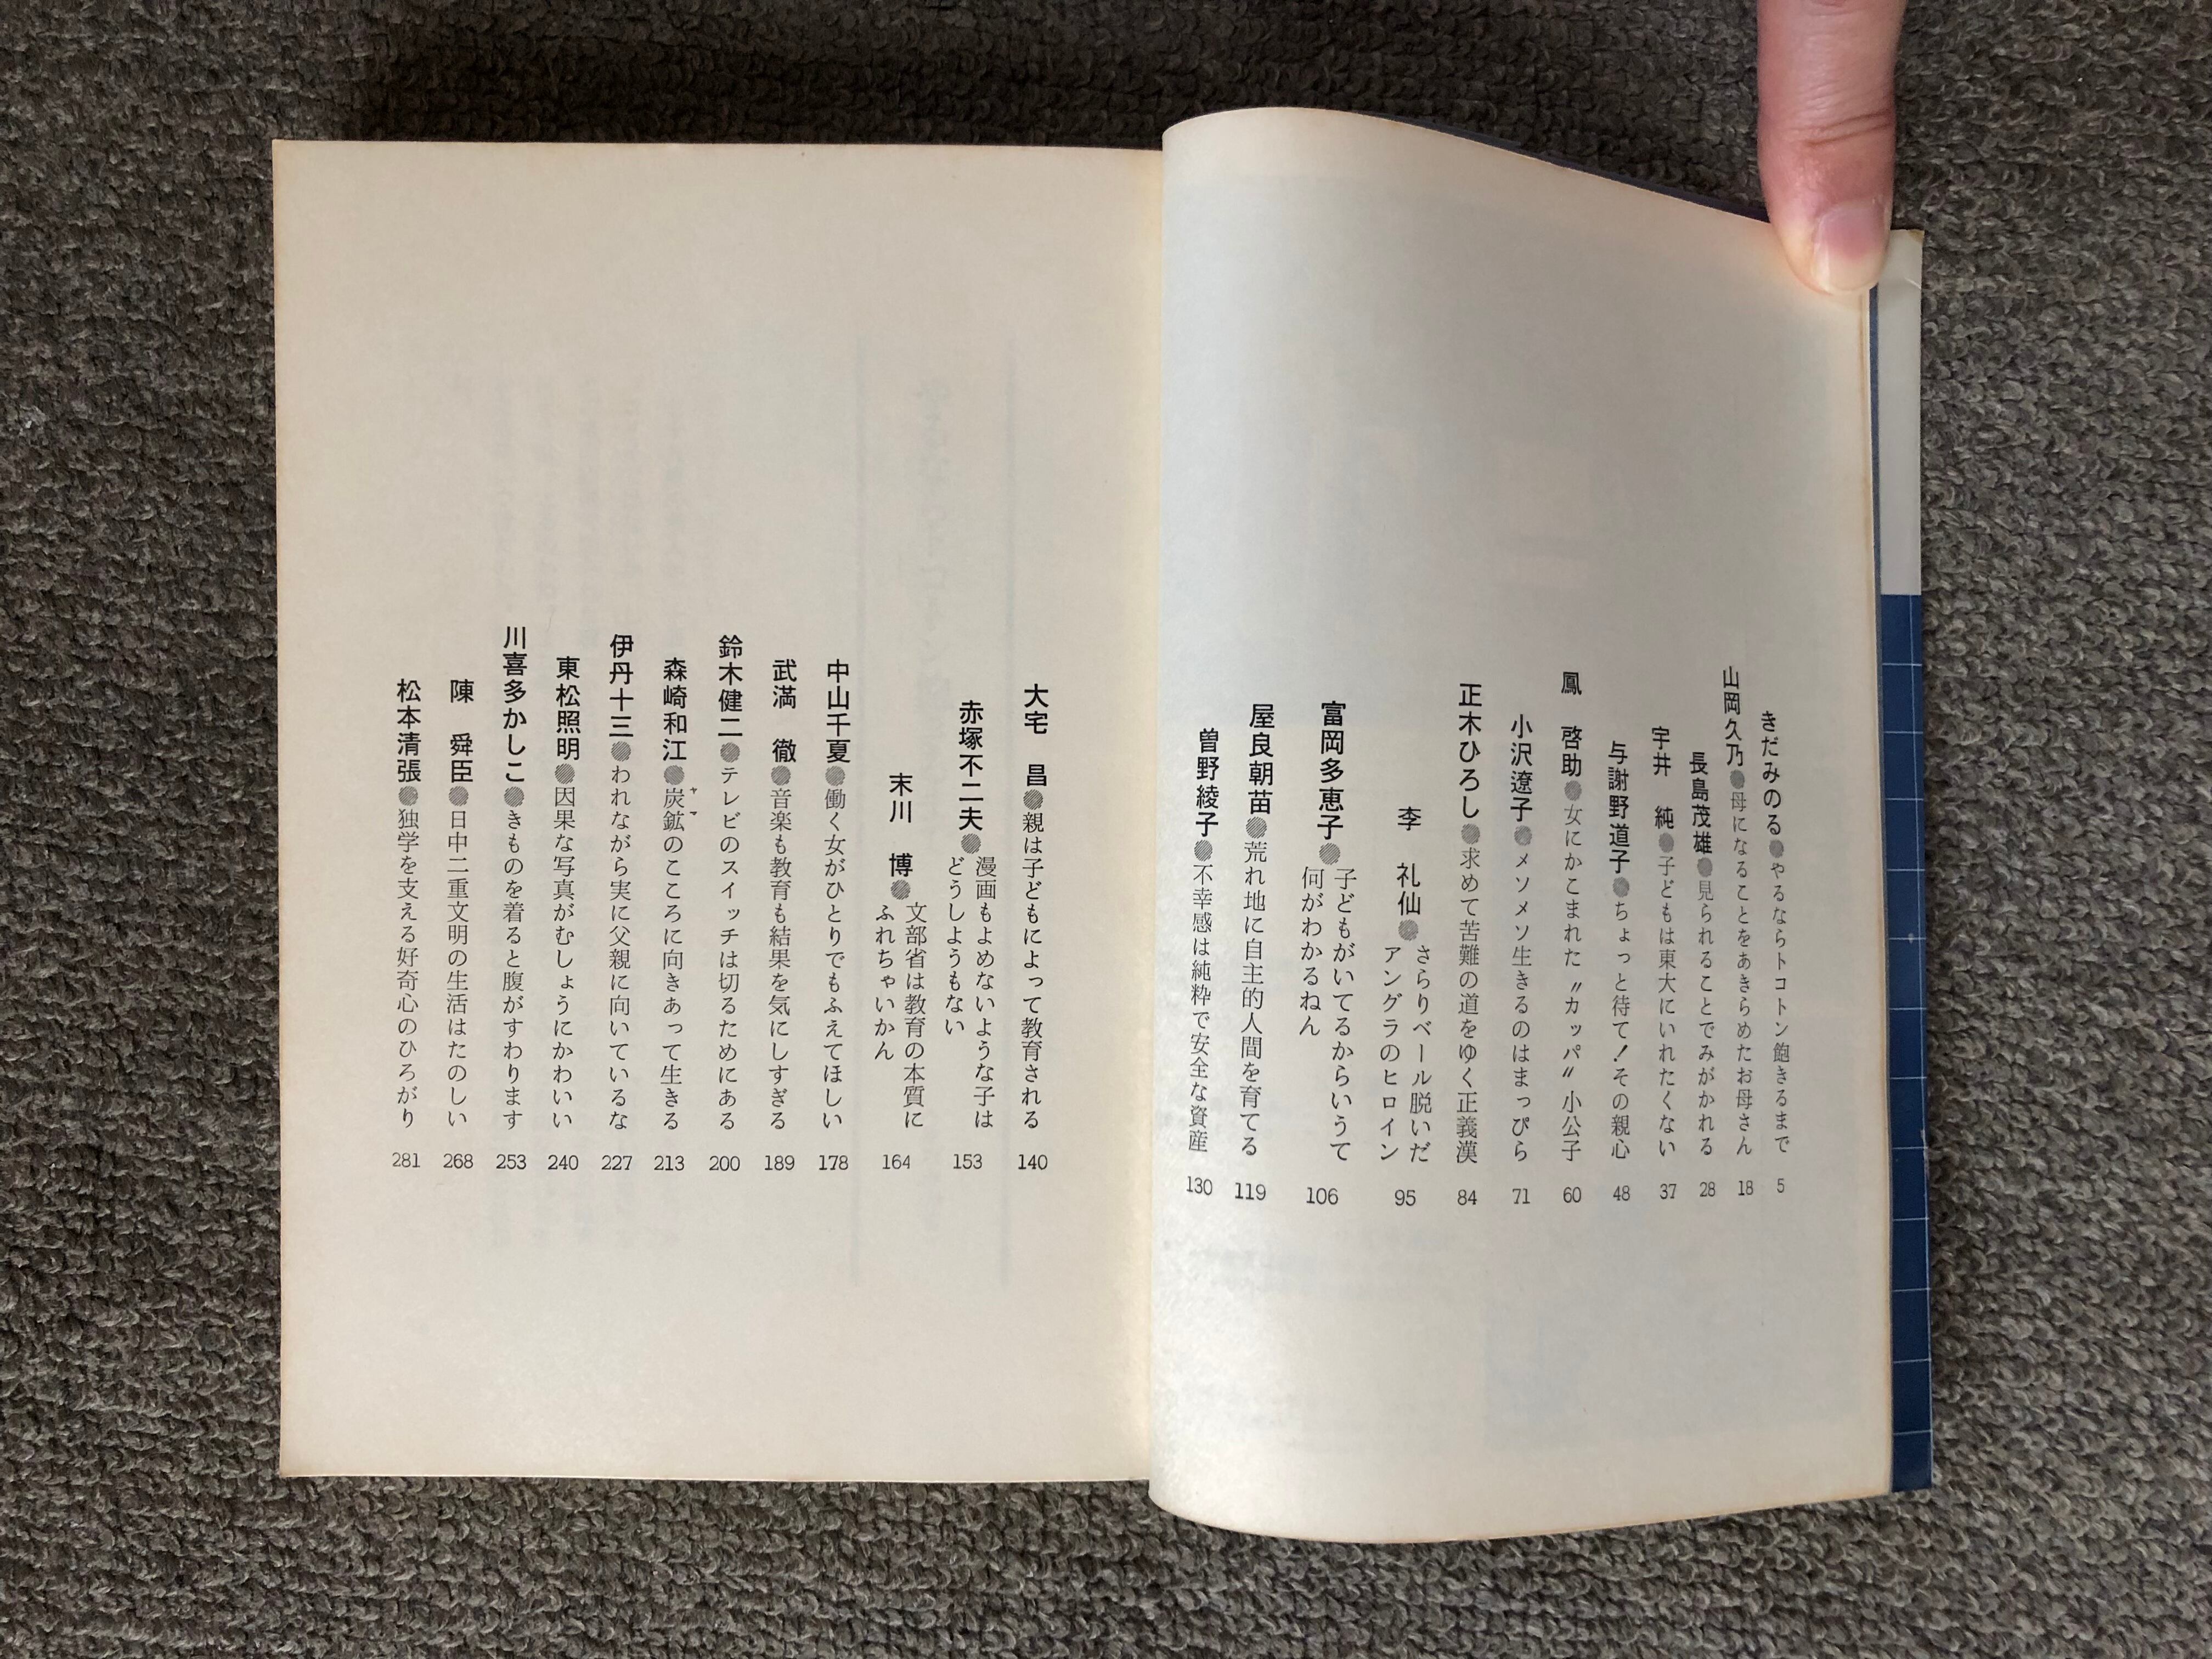 きだみのる●やるならトコトン飽きるまで 5
山岡久乃●母になることをあきらめたお母さん 18
長島茂雄●見られることでみがかれる 28
宇井　純●子どもは東大にいれたくない 37
与謝野道子●ちょっと待て！その親心 48
鳳　啓助●女にかこまれた〝カッパ〟小公子 60
小沢遼子●メソメソ生きるのはまっぴら 71
正木ひろし●求めて苦難の道をゆく正義漢 84
李　礼仙●さらりベール脱いだ
アングラのヒロイン 95
富岡多恵子●子どもがいてるからいうて
何がわかるねん 106
屋良朝苗●荒れ地に自主的人間を育てる 119
曽野綾子●不幸感は純粋で安全な資産 130
大宅　昌●親は子どもによって教育される 140
赤塚不二夫●漫画もよめないような子は
どうしようもない 153
末川　博●文部省は教育の本質に
ふれちゃいかん 164
中山千夏●働く女がひとりでもふえてほしい 178
武満　徹●音楽も教育も結果を気にしすぎる 189
鈴木健二●テレビのスイッチは切るためにある 200
森崎和江●炭鉱ヤマのこころに向きあって生きる 213
伊丹十三●われながら実に父親に向いているな 227
東松照明●因果な写真がむしょうにかわいい 240
川喜多かしこ●きものを着ると腹がすわります 253
陳　舜臣●日中二重文明の生活はたのしい 268
松本清張●独学を支える好奇心のひろがり 281